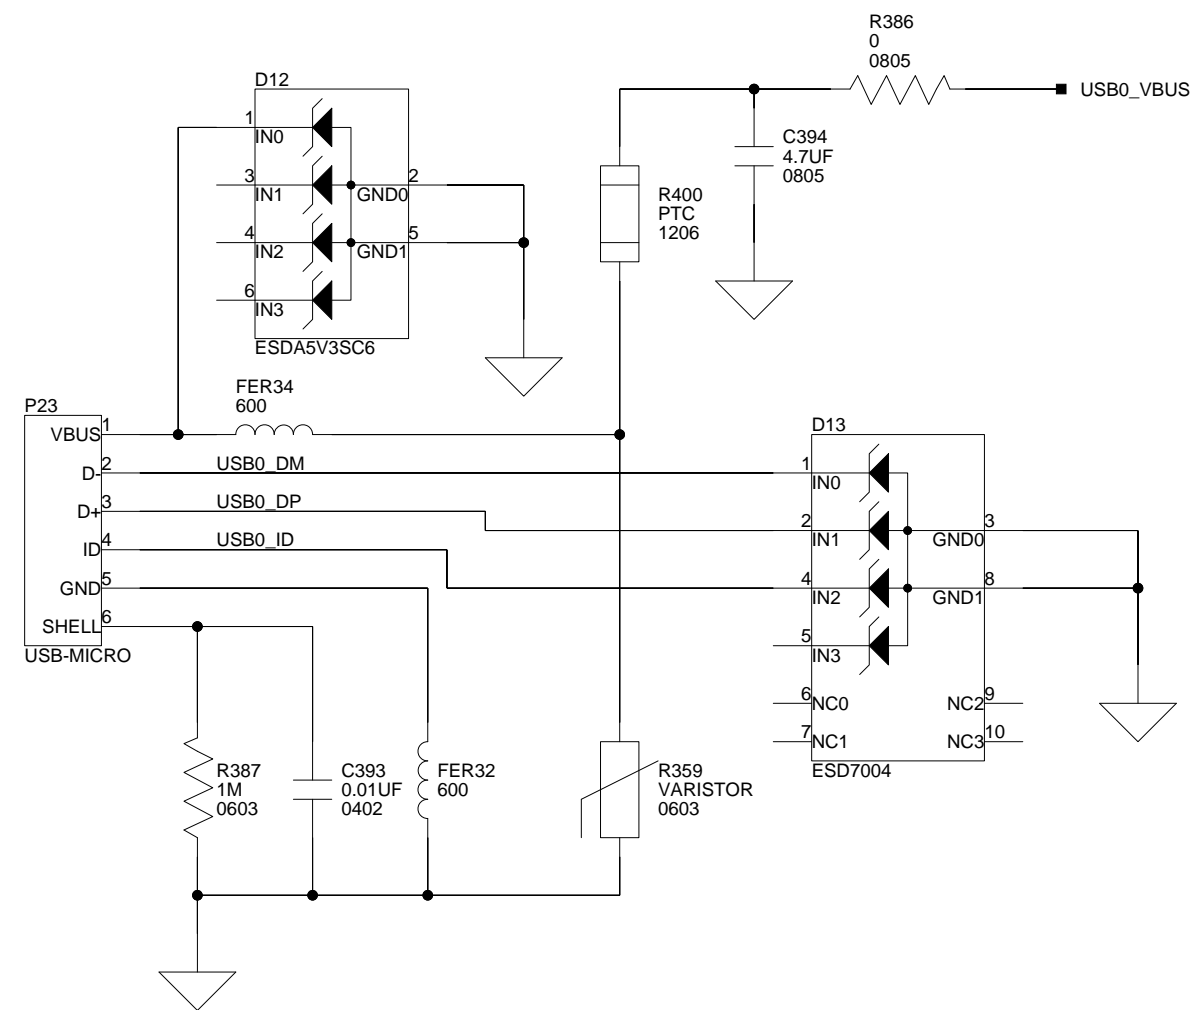 R386
0
0805
USB0_VBUS
D12
1
IN0
3
IN1
4
IN2
6
IN3
2
GND0
5
GND1
ESDA5V3SC6
C394
4.7UF
0805
R400
PTC
1206
FER34
600
P23
VBUS
1
D-
2
D+
3
ID
4
GND
5
SHELL
6
USB-MICRO
USB0_DM
USB0_DP
USB0_ID
D13
1
IN0
2
IN1
4
IN2
5
IN3
6
NC0
7
NC1
3
GND0
8
GND1
9
NC2
10
NC3
ESD7004
R387
1M
0603
C393
0.01UF
0402
FER32
600
R359
VARISTOR
0603